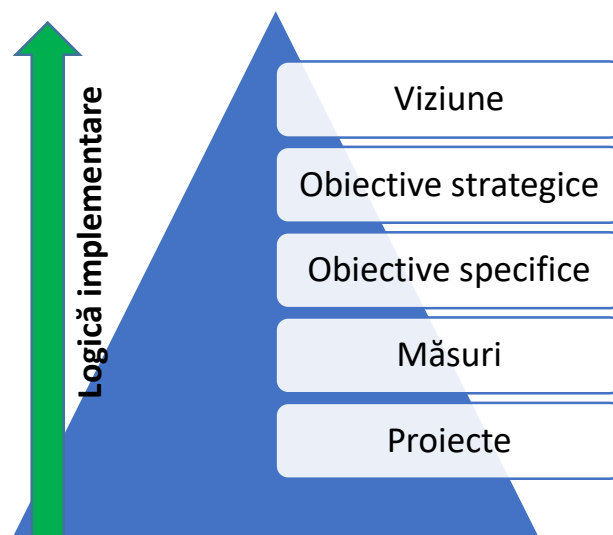 Logică implementare
Viziune
Obiective strategice
Obiective specifice
Măsuri
Proiecte